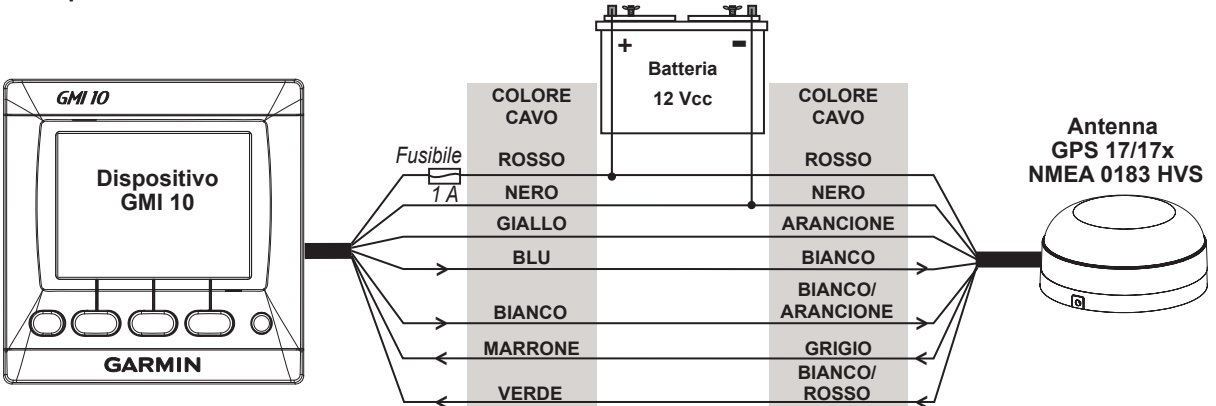 + -
Batteria
12 Vcc
GMI 10
Dispositivo
GMI 10
GARMIN
Fusibile
1 A
COLORE
CAVO
ROSSO
NERO
GIALLO
BLU
BIANCO
MARRONE
VERDE
COLORE
CAVO
ROSSO
NERO
ARANCIONE
BIANCO
BIANCO/
ARANCIONE
GRIGIO
BIANCO/
ROSSO
Antenna
GPS 17/17x
NMEA 0183 HVS